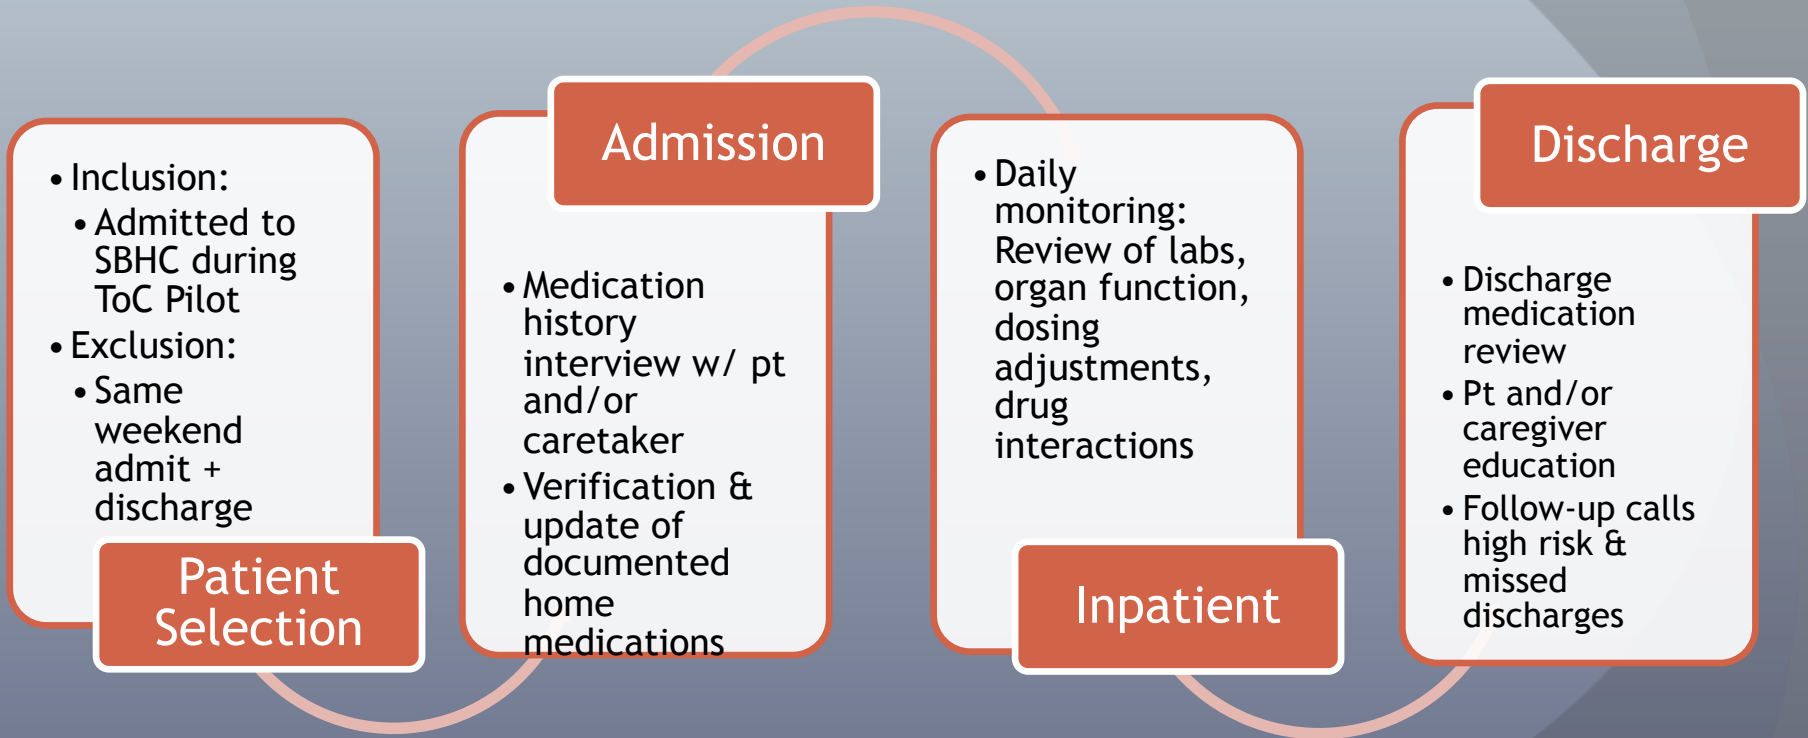 • Inclusion:
• Admitted to
SBHC during
ToC Pilot
• Exclusion:
• Same
weekend
admit +
discharge
Patient
Selection
Admission
• Medication
history
interview w/ pt
and/or
caretaker
• Verification &
update of
documented
home
medications
• Daily
monitoring:
Review of labs,
organ function,
dosing
adjustments,
drug
interactions
Inpatient
Discharge
• Discharge
medication
review
• Pt and/or
caregiver
education
• Follow-up calls
high risk &
missed
discharges